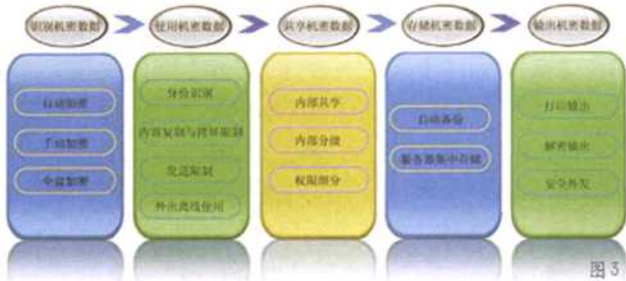 识别机密数据
使用机密数据
共享机密数据
存储机密数据
输出机密数据
自动加密
手动加密
全盘加密
身份识别
内容复制与拷屏限制
发送限制
外出离线使用
内部共享
内部分级
权限细分
自动备份
服务器集中存储
打印输出
解密输出
安全外发
图3